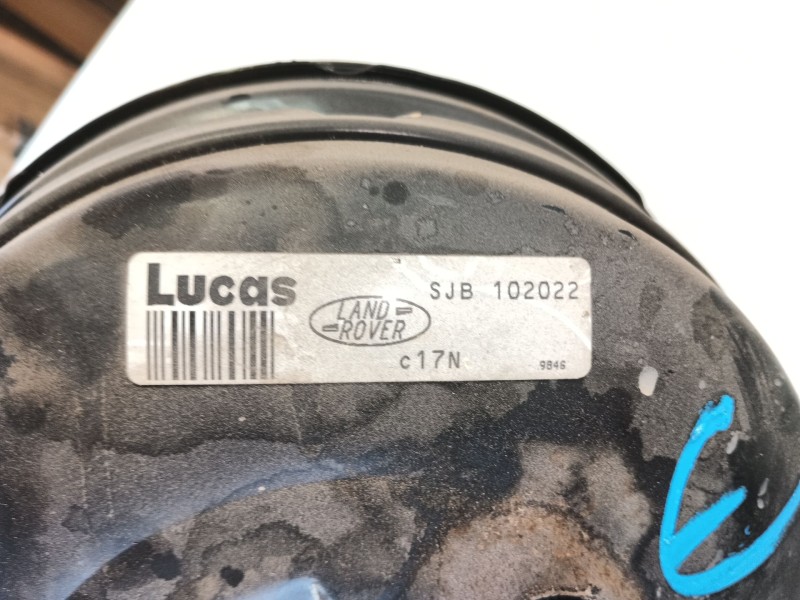 Lucas
LAND
ROVER
SJB 102022
c17N
9846
E